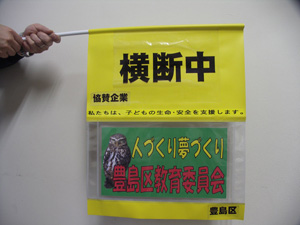 横断中
協賛企業
私たちは、子どもの生命・安全を支援します。
人づくり夢づくり
豊島区教育委員会
豊島区